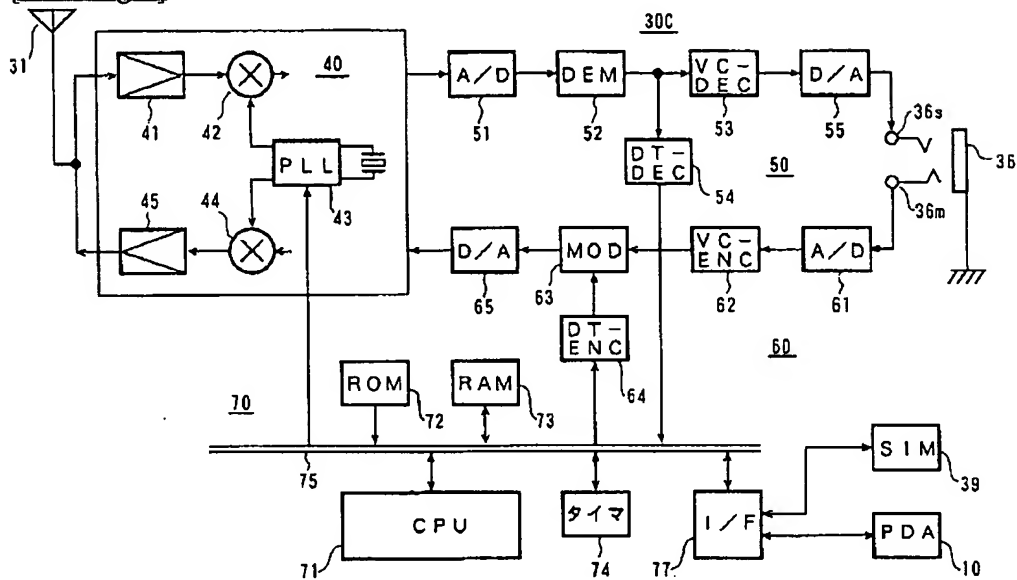 31
41
42
40
PLL
43
45
44
A/D
51
DEM
52
30C
VC-
DEC
53
D/A
55
36s
36
36m
DT-
DEC
54
50
D/A
65
MOD
63
VC-
ENC
62
A/D
61
DT-
ENC
64
60
70
ROM
72
RAM
73
75
CPU
71
タイマ
74
I/F
77
SIM
39
PDA
10